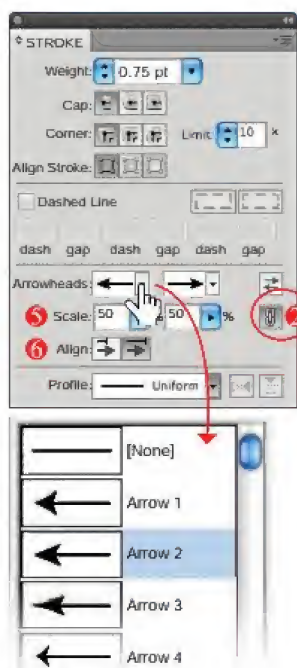 STROKE
Weight: 0.75 pt
Cap:
Corner: Limit: 10 x
Align Stroke:
Dashed Line
dash gap dash gap dash gap
Arrowheads:
5 Scale: 50 % 50 %
6 Align:
Profile: Uniform
[None]
Arrow 1
Arrow 2
Arrow 3
Arrow 4